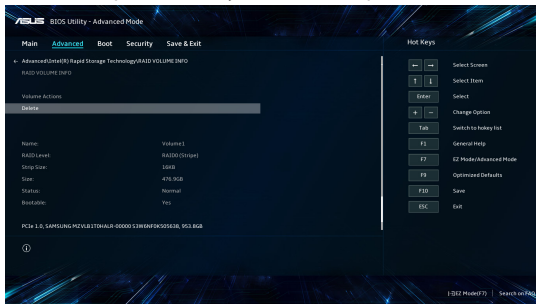 ASUS BIOS Utility - Advanced Mode
Main Advanced Boot Security Save & Exit
Hot Keys
← Advanced\Intel(R) Rapid Storage Technology\RAID VOLUME INFO
RAID VOLUME INFO
Volume Actions
Delete
Name: Volume1
RAID Level: RAID0 (Stripe)
Strip Size: 16KB
Size: 476.9GB
Status: Normal
Bootable: Yes
PCIe 1.0, SAMSUNG MZVLB1T0HALR-00000 S3W6NF0K505638, 953.8GB
← → Select Screen
↑ ↓ Select Item
Enter Select
+ - Change Option
Tab Switch to hokey list
F1 General Help
F7 EZ Mode/Advanced Mode
F9 Optimized Defaults
F10 Save
ESC Exit
EZ Mode(F7) | Search on FAQ